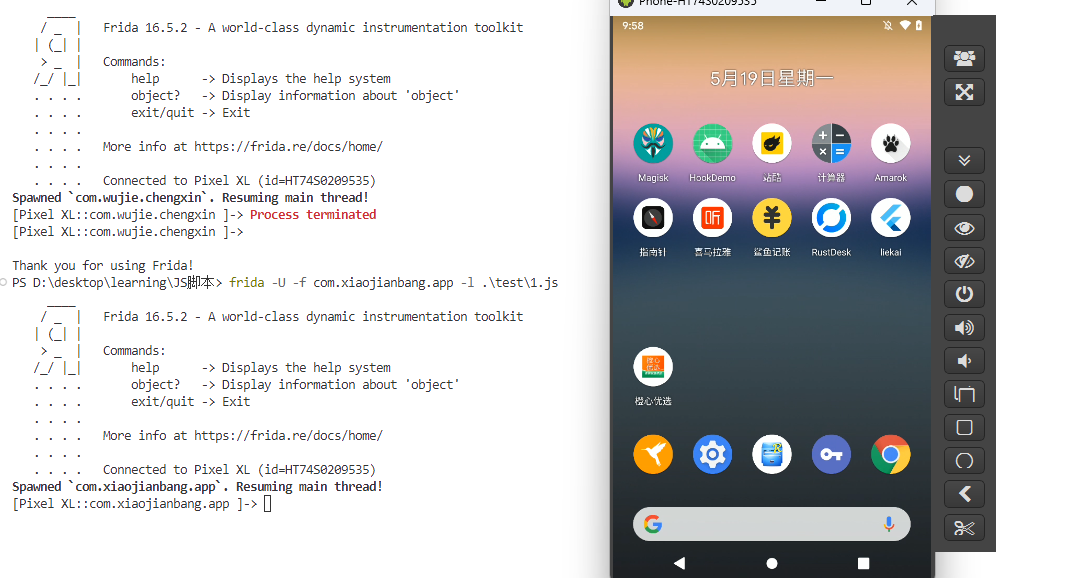 Frida 16.5.2 - A world-class dynamic instrumentation toolkit
Commands:
help -> Displays the help system
object? -> Display information about 'object'
exit/quit -> Exit
More info at https://frida.re/docs/home/
Connected to Pixel XL (id=HT74S0209535)
Spawned `com.wujie.chengxin`. Resuming main thread!
[Pixel XL::com.wujie.chengxin ]-> Process terminated
[Pixel XL::com.wujie.chengxin ]->
Thank you for using Frida!
PS D:\desktop\learning\JS脚本> frida -U -f com.xiaojianbang.app -l .\test\1.js
Frida 16.5.2 - A world-class dynamic instrumentation toolkit
Commands:
help -> Displays the help system
object? -> Display information about 'object'
exit/quit -> Exit
More info at https://frida.re/docs/home/
Connected to Pixel XL (id=HT74S0209535)
Spawned `com.xiaojianbang.app`. Resuming main thread!
[Pixel XL::com.xiaojianbang.app ]->
Phone-HT74S0209535
9:58
5月19日星期一
Magisk HookDemo 站酷 计算器 Amarok
听
指南针 喜马拉雅 鲨鱼记账 RustDesk liekai
橙心优选